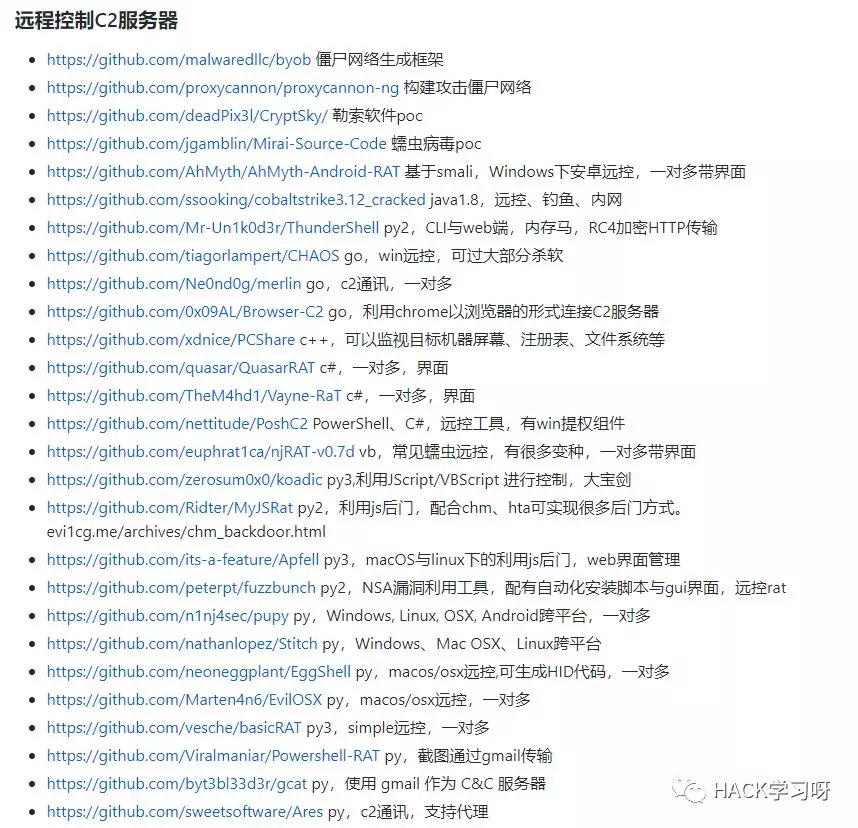 远程控制C2服务器
https://github.com/malwaredllc/byob 僵尸网络生成框架
https://github.com/proxycannon/proxycannon-ng 构建攻击僵尸网络
https://github.com/deadPix3l/CryptSky/ 勒索软件poc
https://github.com/jgamblin/Mirai-Source-Code 蠕虫病毒poc
https://github.com/AhMyth/AhMyth-Android-RAT 基于smali，Windows下安卓远控，一对多带界面
https://github.com/ssooking/cobaltstrike3.12_cracked java1.8，远控、钓鱼、内网
https://github.com/Mr-Un1k0d3r/ThunderShell py2，CLI与web端，内存马，RC4加密HTTP传输
https://github.com/tiagorlampert/CHAOS go，win远控，可过大部分杀软
https://github.com/Ne0nd0g/merlin go，c2通讯，一对多
https://github.com/0x09AL/Browser-C2 go，利用chrome以浏览器的形式连接C2服务器
https://github.com/xdnice/PCShare c++，可以监视目标机器屏幕、注册表、文件系统等
https://github.com/quasar/QuasarRAT c#，一对多，界面
https://github.com/TheM4hd1/Vayne-RaT c#，一对多，界面
https://github.com/nettitude/PoshC2 PowerShell、C#，远控工具，有win提权组件
https://github.com/euphrat1ca/njRAT-v0.7d vb，常见蠕虫远控，有很多变种，一对多带界面
https://github.com/zerosum0x0/koadic py3,利用JScript/VBScript 进行控制，大宝剑
https://github.com/Ridter/MyJSRat py2，利用js后门，配合chm、hta可实现很多后门方式。
evi1cg.me/archives/chm_backdoor.html
https://github.com/its-a-feature/Apfell py3，macOS与linux下的利用js后门，web界面管理
https://github.com/peterpt/fuzzbunch py2，NSA漏洞利用工具，配有自动化安装脚本与gui界面，远控rat
https://github.com/n1nj4sec/pupy py，Windows, Linux, OSX, Android跨平台，一对多
https://github.com/nathanlopez/Stitch py，Windows、Mac OSX、Linux跨平台
https://github.com/neoneggplant/EggShell py，macos/osx远控,可生成HID代码，一对多
https://github.com/Marten4n6/EvilOSX py，macos/osx远控，一对多
https://github.com/vesche/basicRAT py3，simple远控，一对多
https://github.com/Viralmaniar/Powershell-RAT py，截图通过gmail传输
https://github.com/byt3bl33d3r/gcat py，使用 gmail 作为 C&C 服务器
https://github.com/sweetsoftware/Ares py，c2通讯，支持代理
HACK学习呀